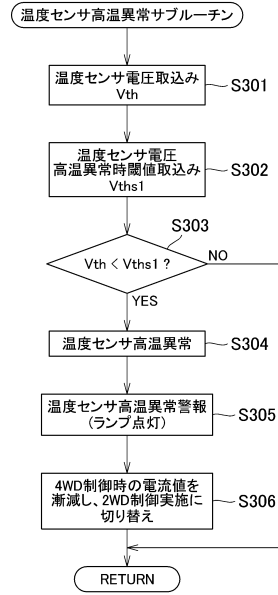 温度センサ高温異常サブルーチン
温度センサ電圧取込み
Vth
S301
温度センサ電圧
高温異常時閾値取込み
Vths1
S302
S303
Vth < Vths1 ?
NO
YES
温度センサ高温異常
S304
温度センサ高温異常警報
(ランプ点灯)
S305
4WD制御時の電流値を
漸減し、2WD制御実施に
切り替え
S306
RETURN